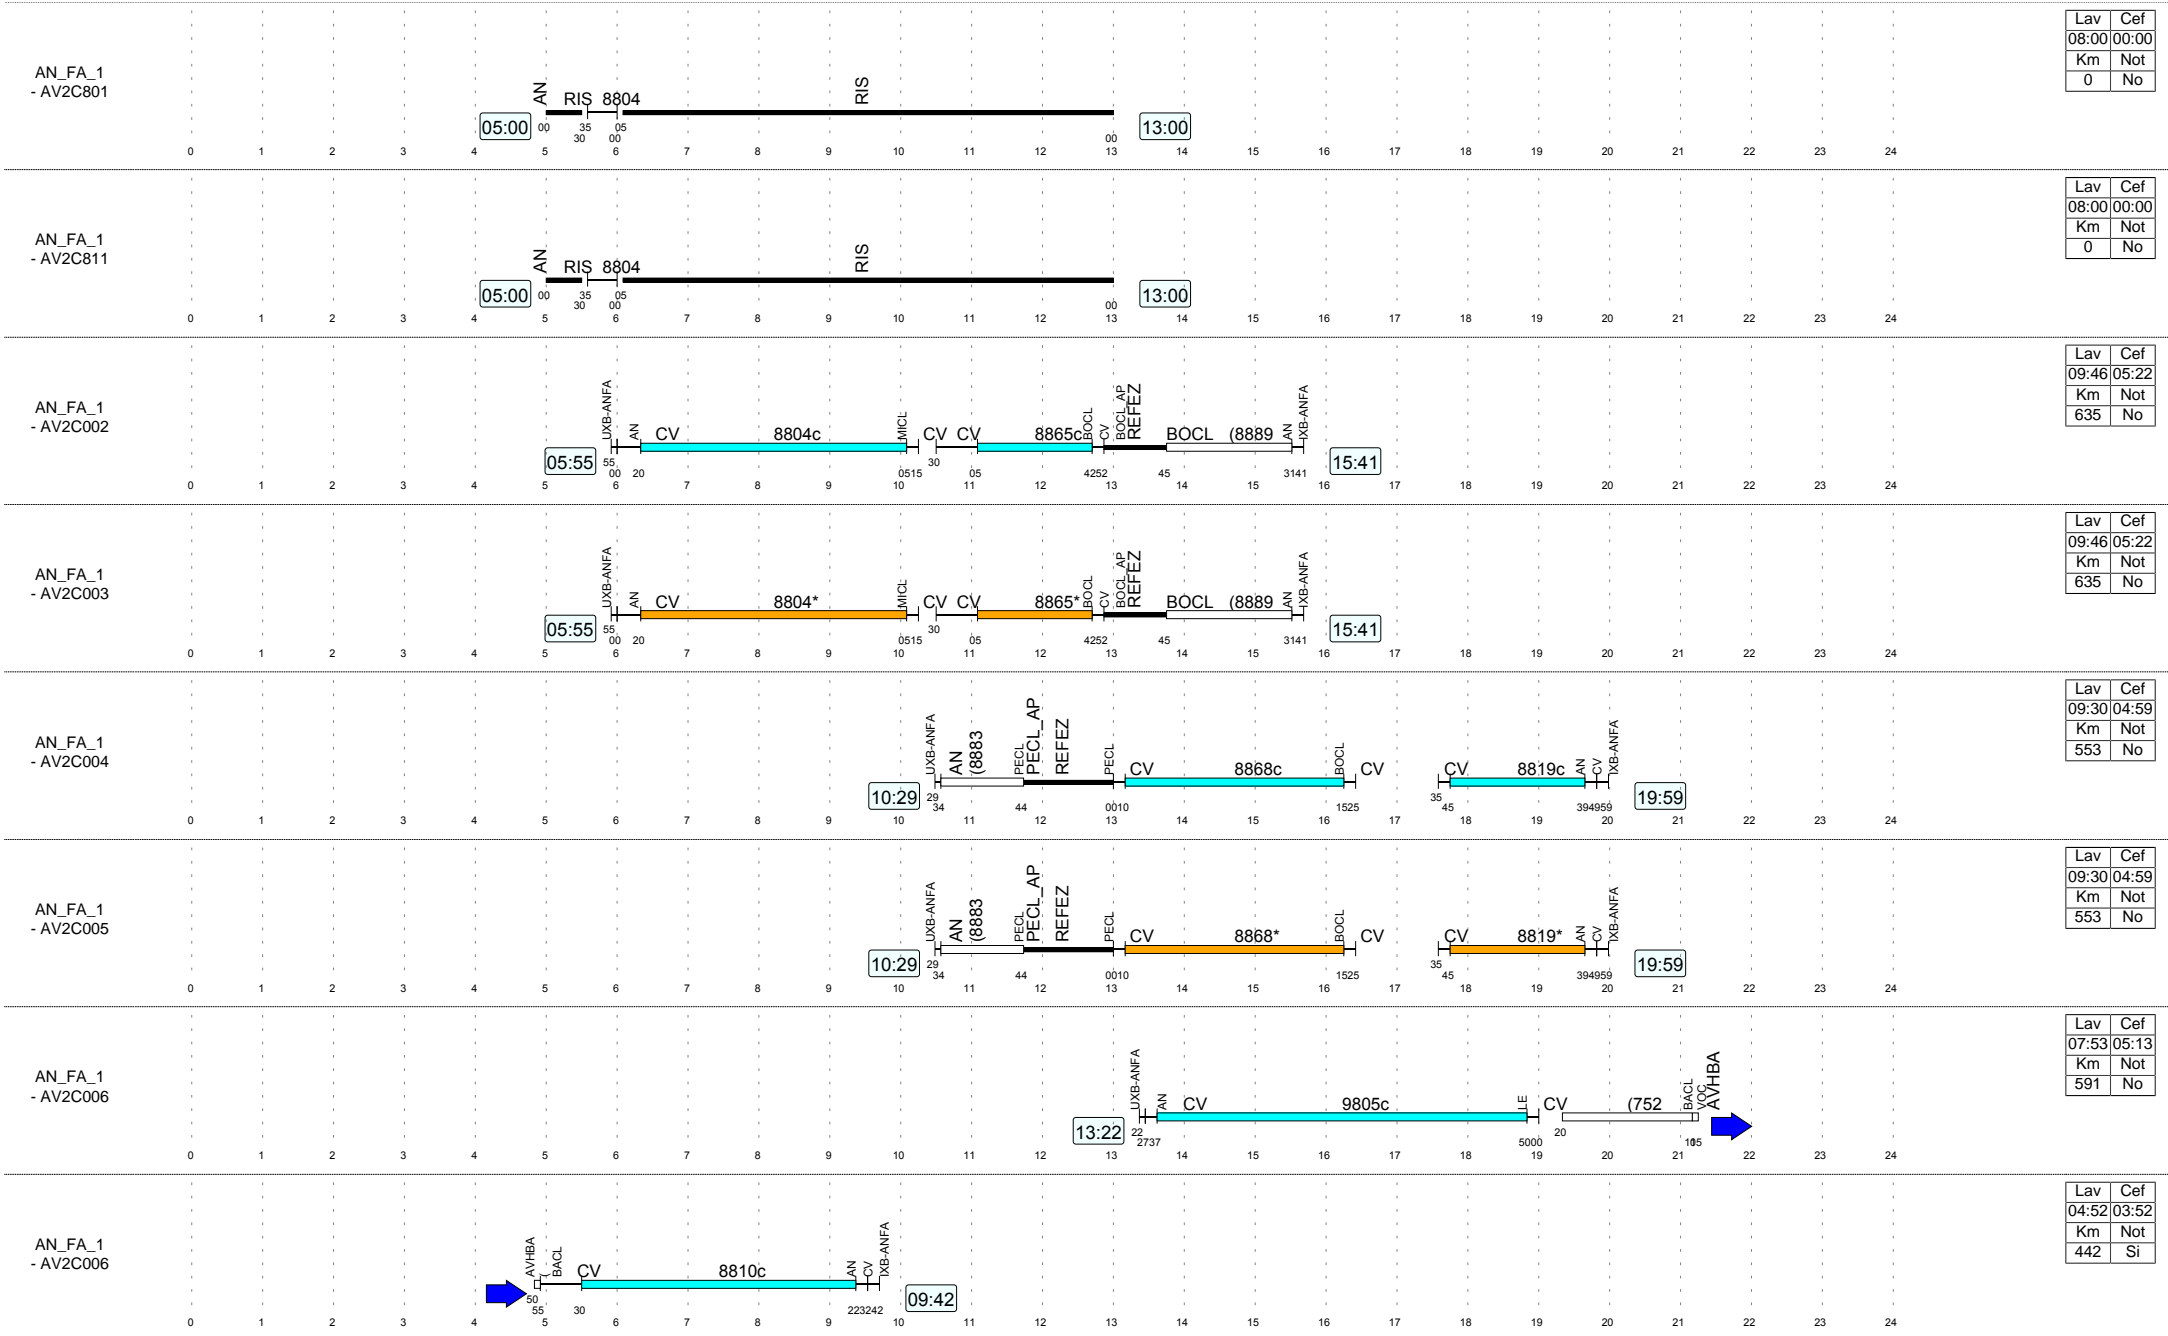 Lav Cef
08:00 00:00
Km Not
0 No
AN_FA_1
- AV2C801
AN RIS 8804 RIS
05:00 00 35 05 13:00
30 00 00
0 1 2 3 4 5 6 7 8 9 10 11 12 13 14 15 16 17 18 19 20 21 22 23 24
Lav Cef
08:00 00:00
Km Not
0 No
AN_FA_1
- AV2C811
AN RIS 8804 RIS
05:00 00 35 05 13:00
30 00 00
0 1 2 3 4 5 6 7 8 9 10 11 12 13 14 15 16 17 18 19 20 21 22 23 24
Lav Cef
09:46 05:22
Km Not
635 No
AN_FA_1
- AV2C002
UXB-ANFA AN CV 8804c MICL CV CV 8865c BOCL CV BOCL_AP REFEZ BOCL (8889 AN IXB-ANFA
05:55 55 30 15:41
00 20 0515 05 4252 45 3141
0 1 2 3 4 5 6 7 8 9 10 11 12 13 14 15 16 17 18 19 20 21 22 23 24
Lav Cef
09:46 05:22
Km Not
635 No
AN_FA_1
- AV2C003
UXB-ANFA AN CV 8804* MICL CV CV 8865* BOCL CV BOCL_AP REFEZ BOCL (8889 AN IXB-ANFA
05:55 55 30 15:41
00 20 0515 05 4252 45 3141
0 1 2 3 4 5 6 7 8 9 10 11 12 13 14 15 16 17 18 19 20 21 22 23 24
Lav Cef
09:30 04:59
Km Not
553 No
AN_FA_1
- AV2C004
UXB-ANFA AN (8883 PECL PECL_AP REFEZ PECL CV 8868c BOCL CV CV 8819c AN CV IXB-ANFA
10:29 29 35 19:59
34 44 0010 1525 45 394959
0 1 2 3 4 5 6 7 8 9 10 11 12 13 14 15 16 17 18 19 20 21 22 23 24
Lav Cef
09:30 04:59
Km Not
553 No
AN_FA_1
- AV2C005
UXB-ANFA AN (8883 PECL PECL_AP REFEZ PECL CV 8868* BOCL CV CV 8819* AN CV IXB-ANFA
10:29 29 35 19:59
34 44 0010 1525 45 394959
0 1 2 3 4 5 6 7 8 9 10 11 12 13 14 15 16 17 18 19 20 21 22 23 24
Lav Cef
07:53 05:13
Km Not
591 No
AN_FA_1
- AV2C006
UXB-ANFA AN CV 9805c LE CV (752 BACL VOC AVHBA
13:22 22 20
2737 5000 15
0 1 2 3 4 5 6 7 8 9 10 11 12 13 14 15 16 17 18 19 20 21 22 23 24
Lav Cef
04:52 03:52
Km Not
442 Si
AN_FA_1
- AV2C006
AVHBA ( BACL CV 8810c AN CV IXB-ANFA
50 09:42
55 30 223242
0 1 2 3 4 5 6 7 8 9 10 11 12 13 14 15 16 17 18 19 20 21 22 23 24